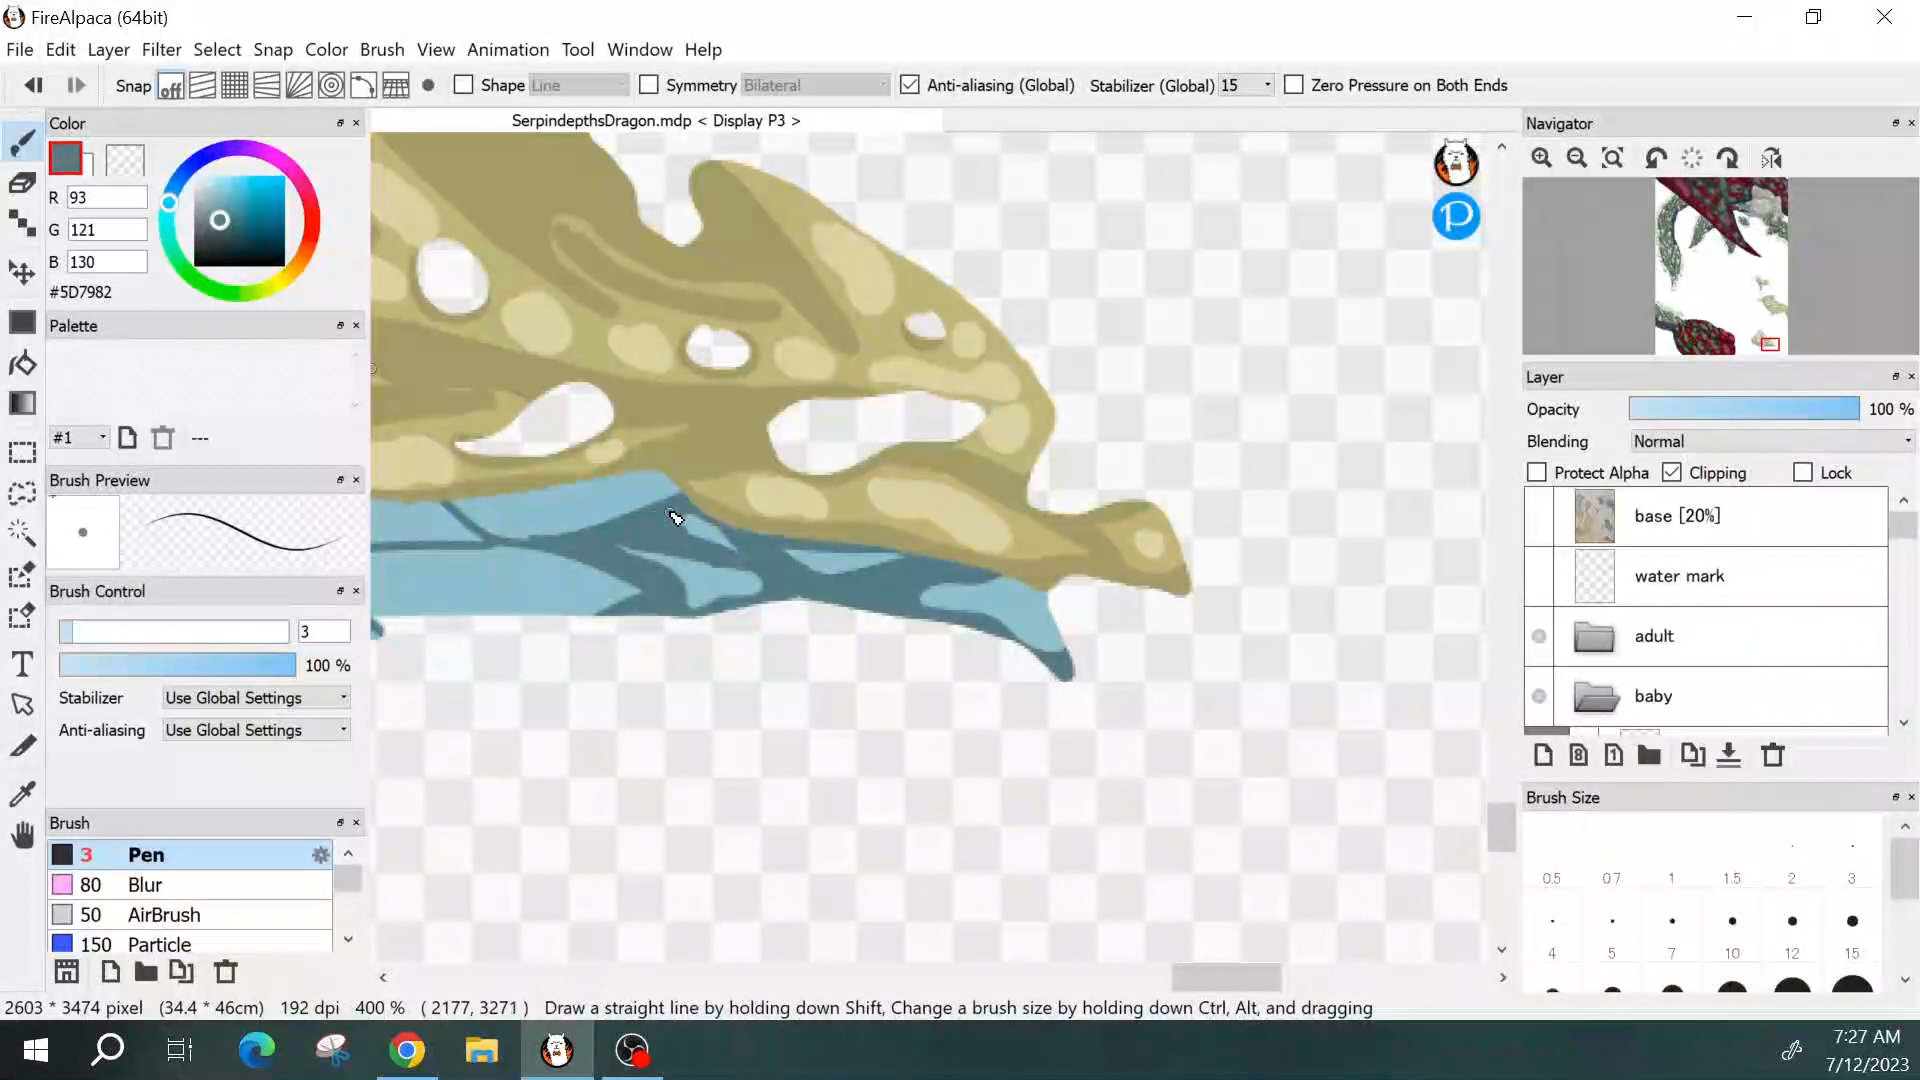 FireAlpaca (64bit)
File Edit Layer Filter Select Snap Color Brush View Animation Tool Window Help
Snap off Shape Line Symmetry Bilateral Anti-aliasing (Global) Stabilizer (Global) 15 Zero Pressure on Both Ends
Color
R 93
G 121
B 130
#5D7982
Palette
#1 ---
Brush Preview
Brush Control
3
100 %
Stabilizer Use Global Settings
Anti-aliasing Use Global Settings
Brush
3 Pen
80 Blur
50 AirBrush
150 Particle
SerpindepthsDragon.mdp < Display P3 >
P
Navigator
Layer
Opacity 100 %
Blending Normal
Protect Alpha Clipping Lock
base [20%]
water mark
adult
baby
8 1
Brush Size
0.5 0.7 1 1.5 2 3
4 5 7 10 12 15
2603 * 3474 pixel (34.4 * 46cm) 192 dpi 400 % ( 2177, 3271 ) Draw a straight line by holding down Shift, Change a brush size by holding down Ctrl, Alt, and dragging
7:27 AM
7/12/2023